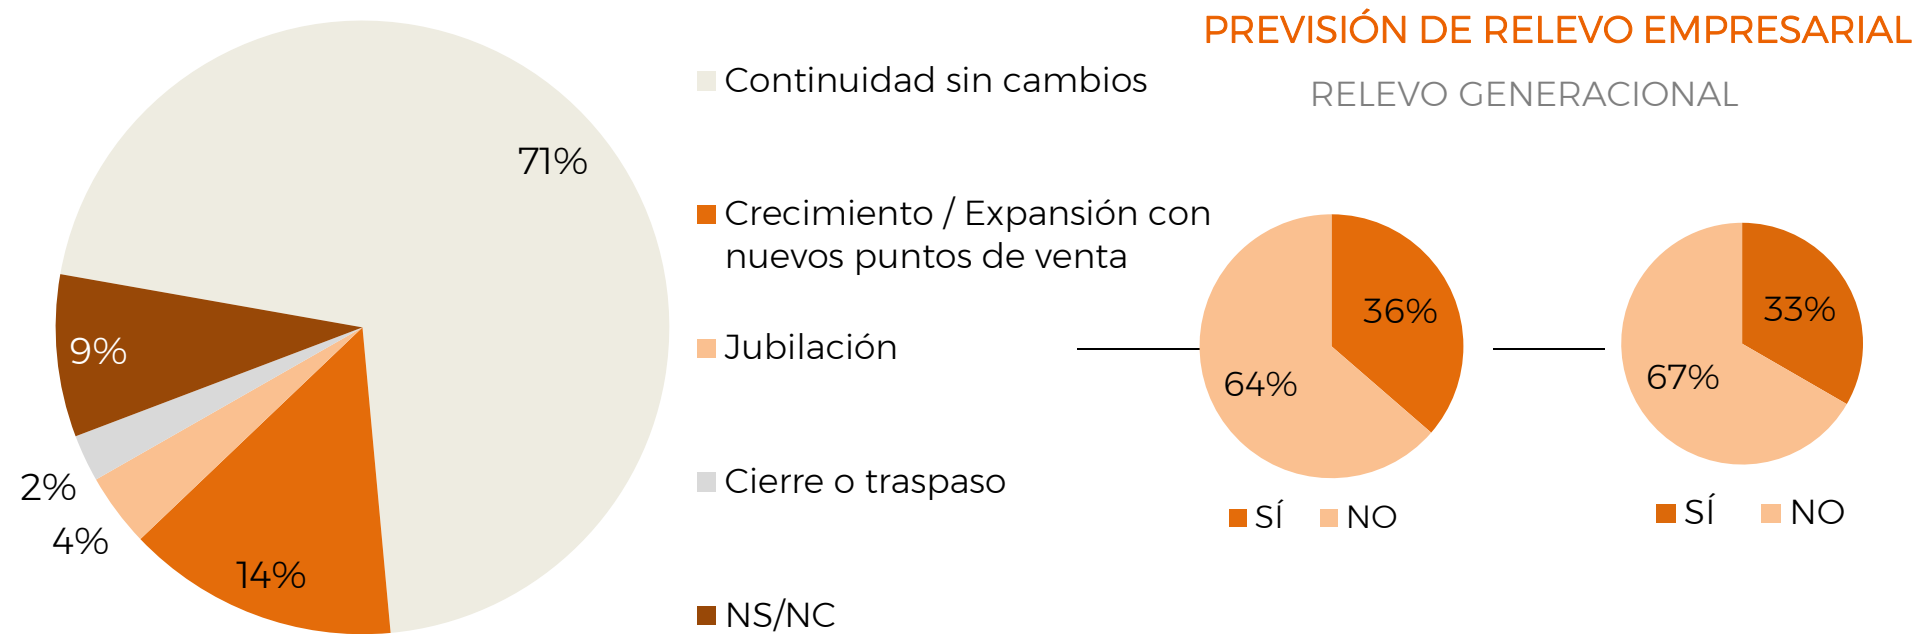 PREVISIÓN DE RELEVO EMPRESARIAL
RELEVO GENERACIONAL
71%
9%
2%
4%
14%
Continuidad sin cambios
Crecimiento / Expansión con
nuevos puntos de venta
Jubilación
Cierre o traspaso
NS/NC
36%
64%
SÍ NO
33%
67%
SÍ NO